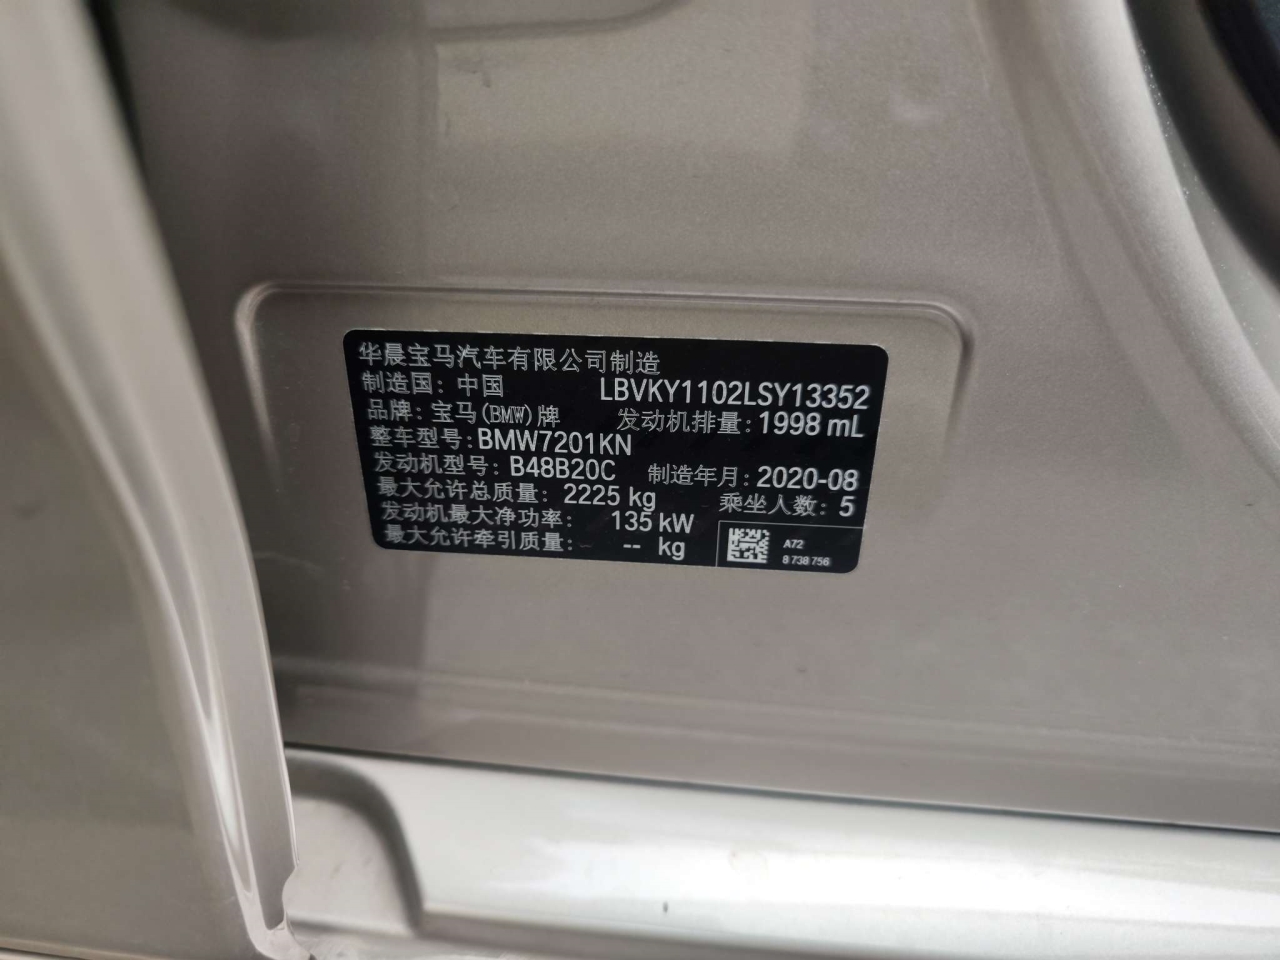 华晨宝马汽车有限公司制造
制造国: 中国 LBVKY1102LSY13352
品牌: 宝马(BMW)牌 发动机排量: 1998 mL
整车型号: BMW7201KN
发动机型号: B48B20C 制造年月: 2020-08
最大允许总质量: 2225 kg 乘坐人数: 5
发动机最大净功率: 135 kW
最大允许牵引质量: -- kg
A72
8 738 756